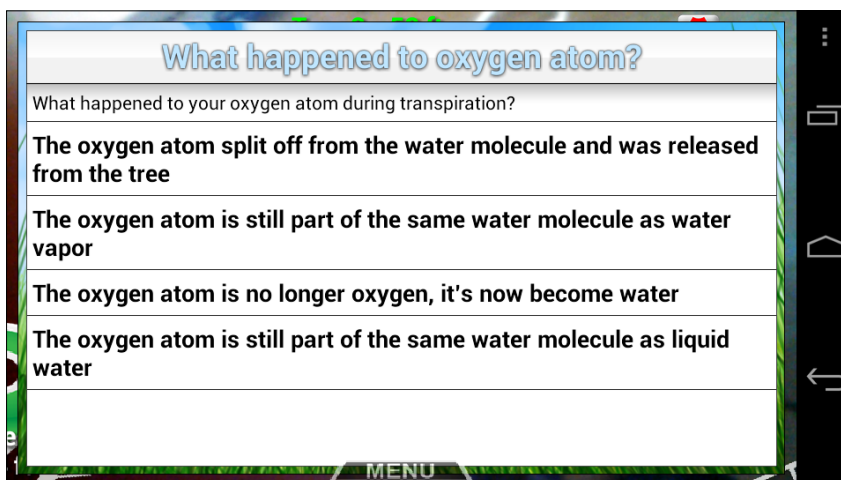 What happened to oxygen atom?
What happened to your oxygen atom during transpiration?
The oxygen atom split off from the water molecule and was released
from the tree
The oxygen atom is still part of the same water molecule as water
vapor
The oxygen atom is no longer oxygen, it's now become water
The oxygen atom is still part of the same water molecule as liquid
water
MENU